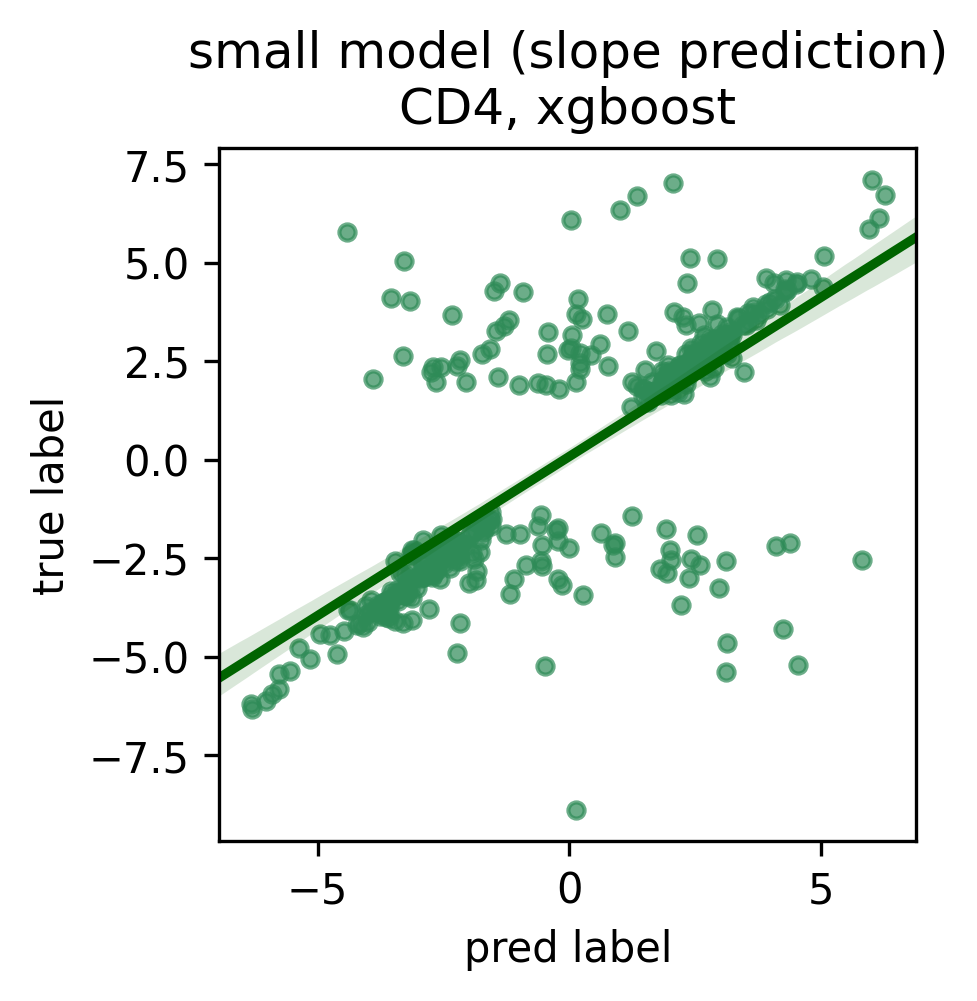 small model (slope prediction)
CD4, xgboost
7.5
5.0
2.5
0.0
−2.5
−5.0
−7.5
true label
−5
0
5
pred label